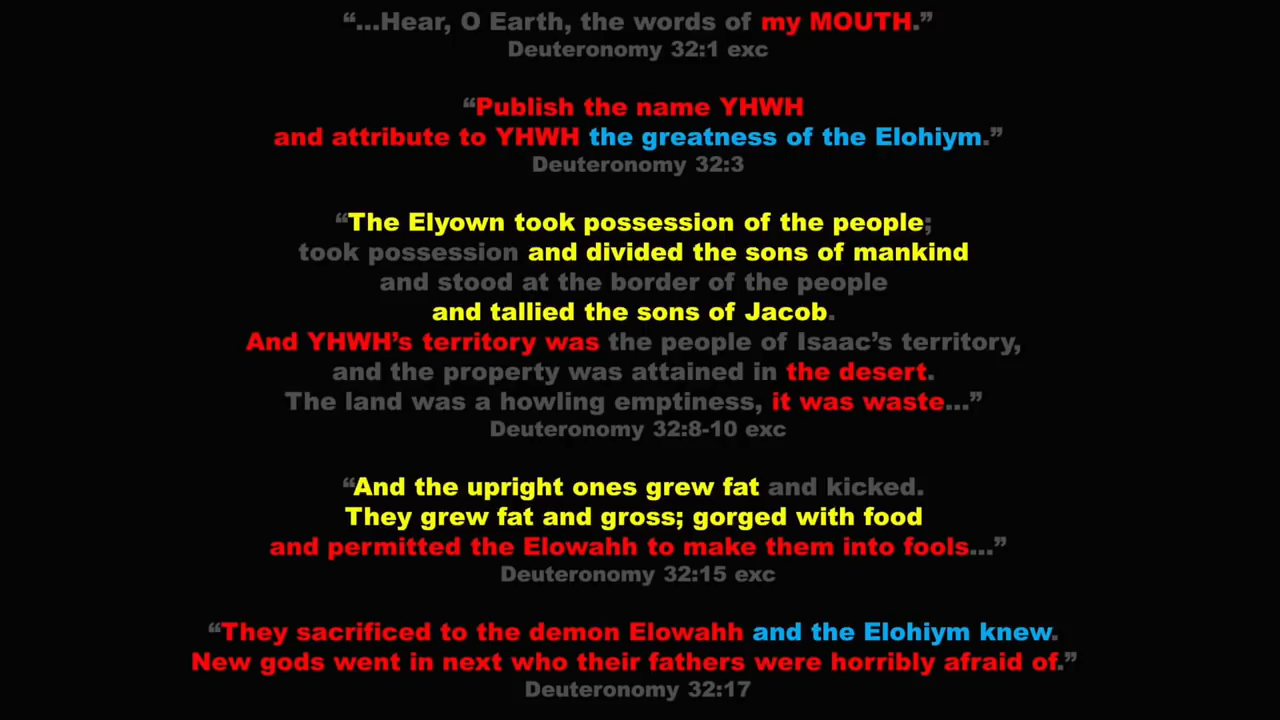 “...Hear, O Earth, the words of my MOUTH.”
Deuteronomy 32:1 exc
“Publish the name YHWH
and attribute to YHWH the greatness of the Elohiym.”
Deuteronomy 32:3
“The Elyown took possession of the people;
took possession and divided the sons of mankind
and stood at the border of the people
and tallied the sons of Jacob.
And YHWH’s territory was the people of Isaac’s territory,
and the property was attained in the desert.
The land was a howling emptiness, it was waste...”
Deuteronomy 32:8-10 exc
“And the upright ones grew fat and kicked.
They grew fat and gross; gorged with food
and permitted the Elowahh to make them into fools...”
Deuteronomy 32:15 exc
“They sacrificed to the demon Elowahh and the Elohiym knew.
New gods went in next who their fathers were horribly afraid of.”
Deuteronomy 32:17